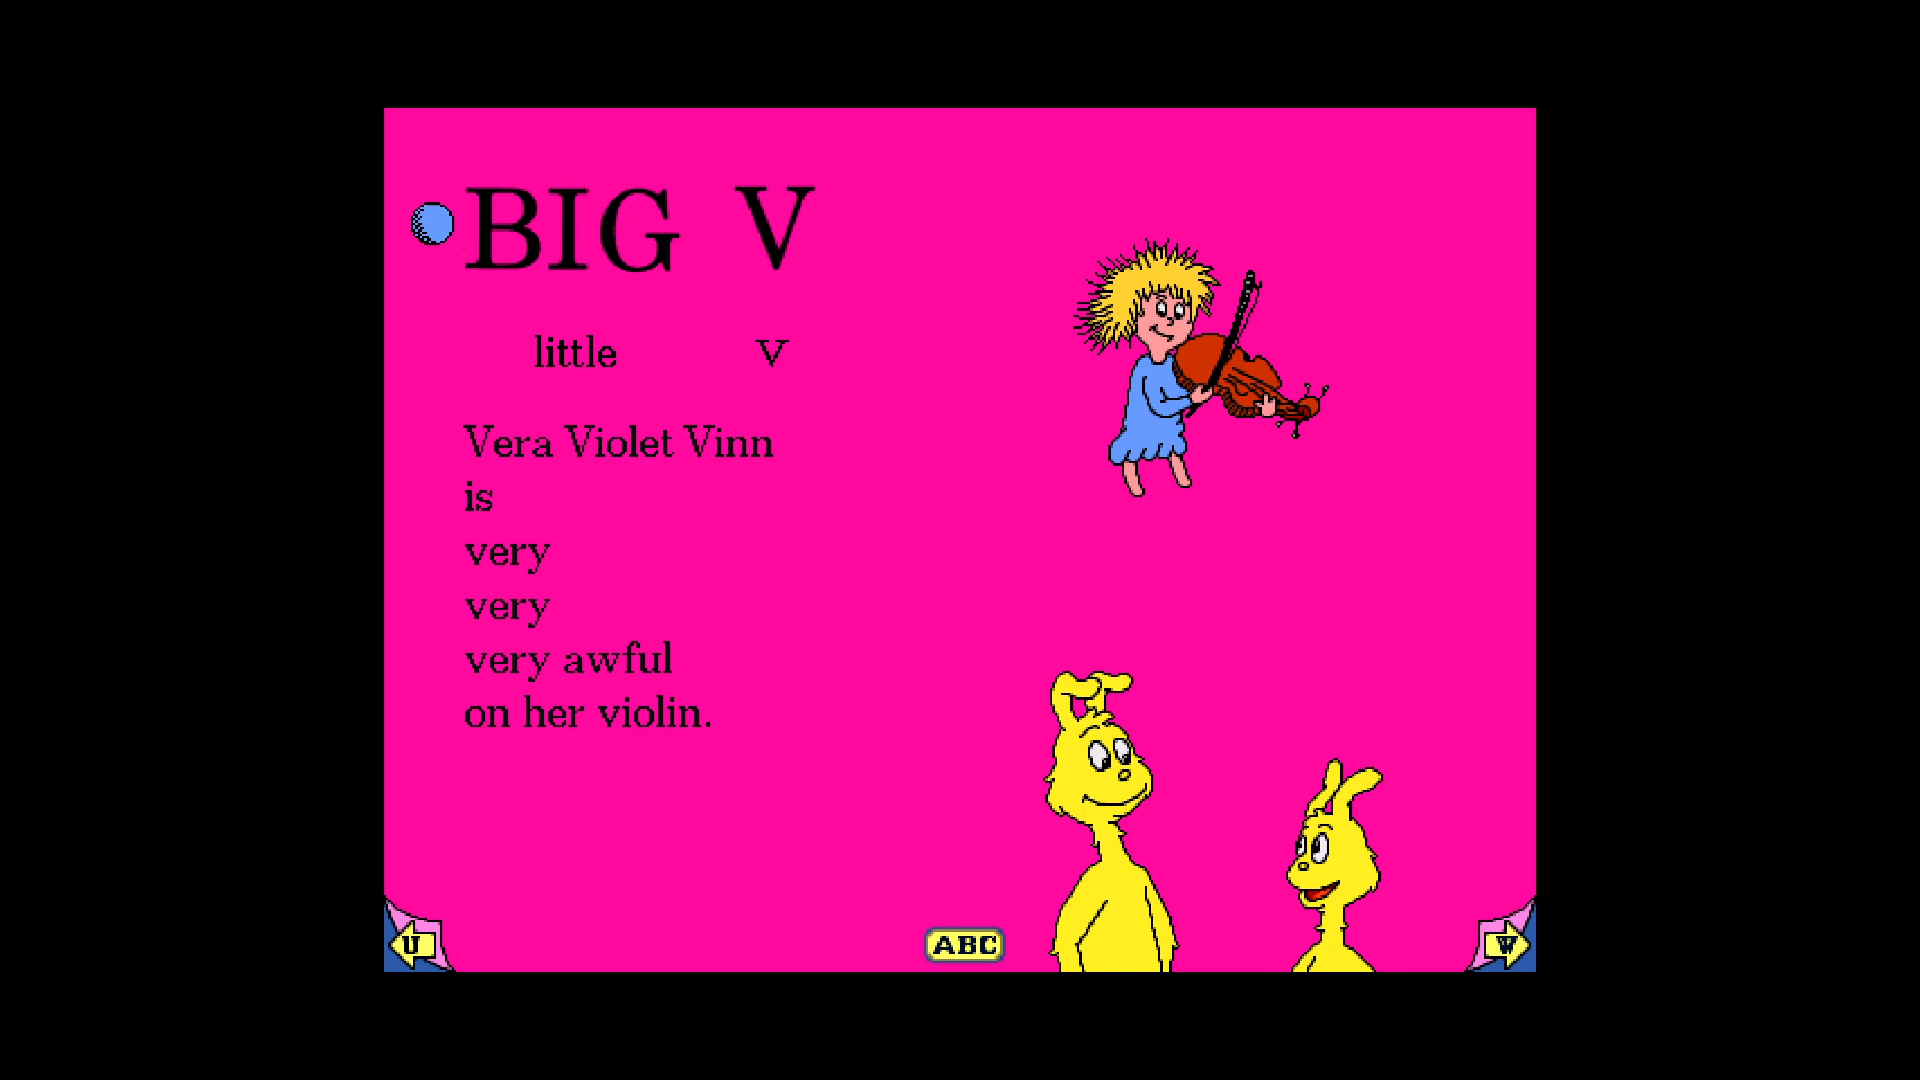 BIG V
little v
Vera Violet Vinn
is
very
very
very awful
on her violin.
U
ABC
W